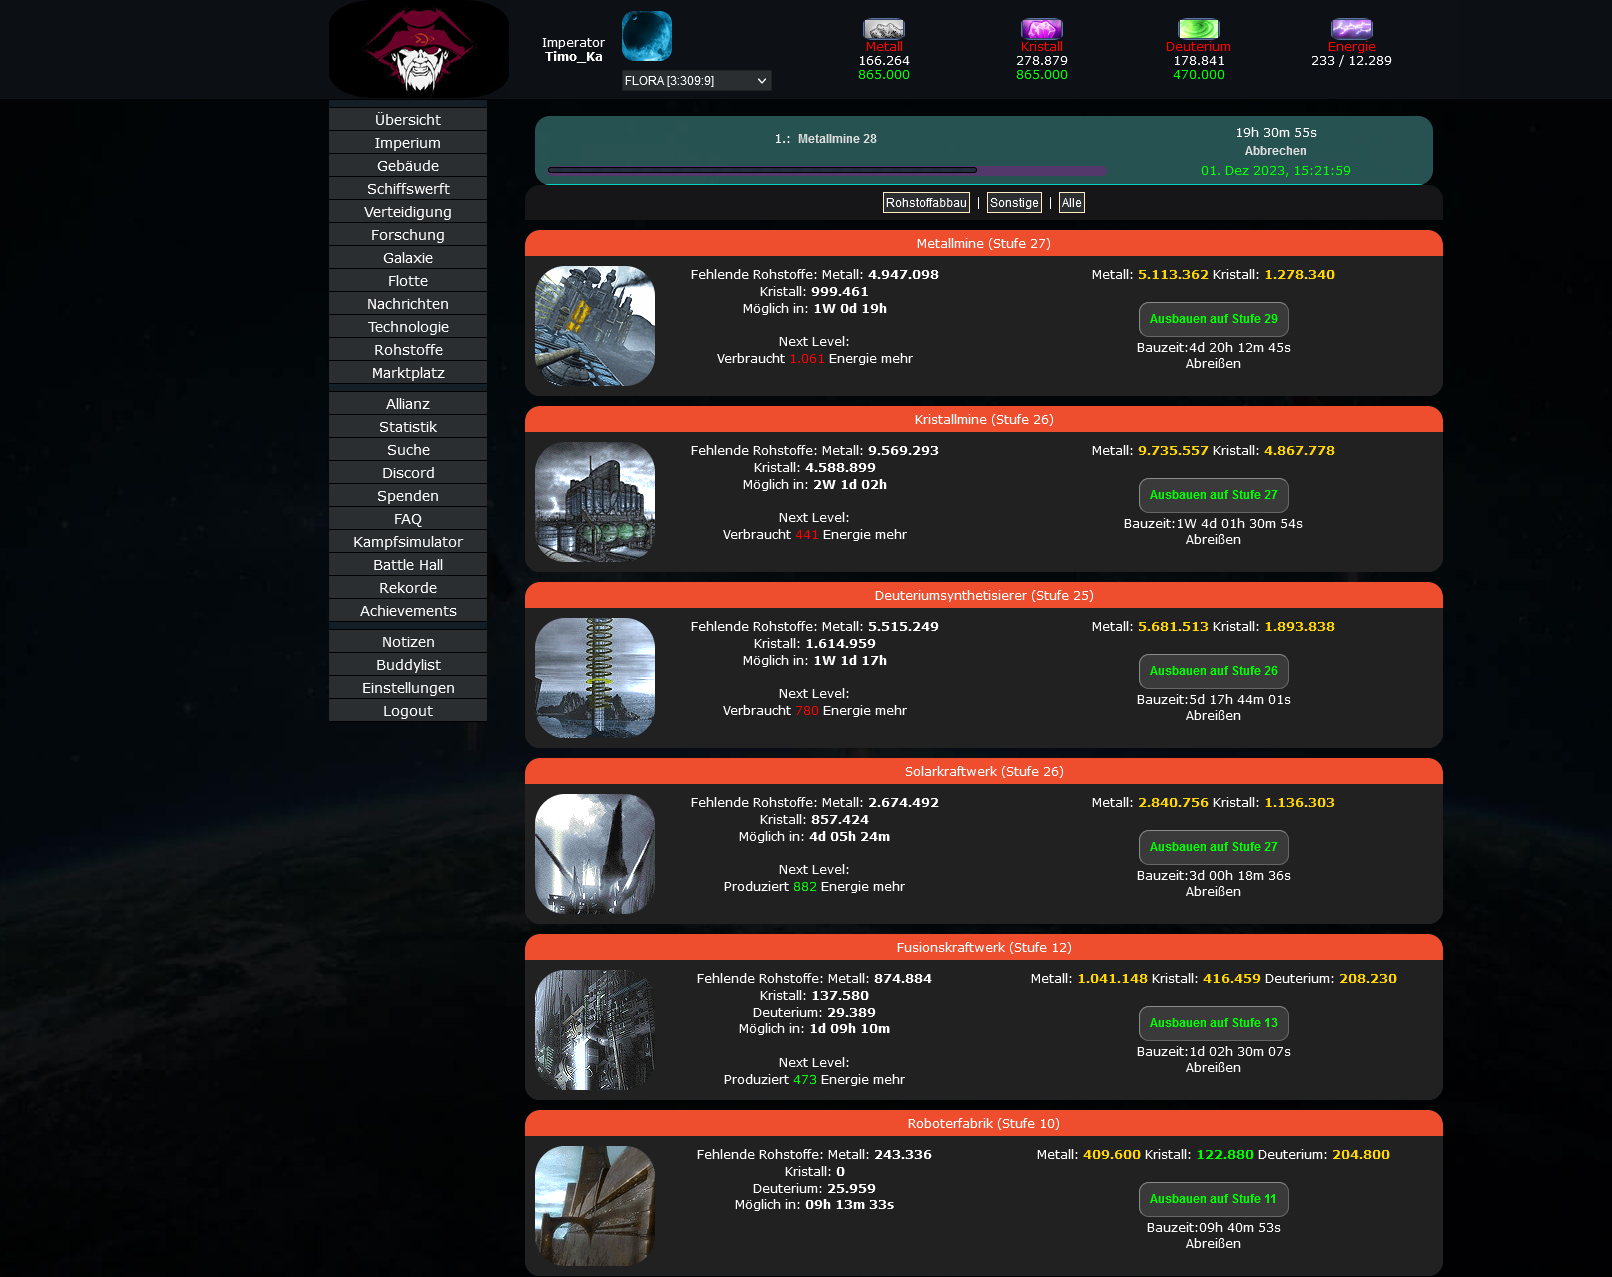 Imperator
Timo_Ka
FLORA [3:309:9]
Metall
166.264
865.000
Kristall
278.879
865.000
Deuterium
178.841
470.000
Energie
233 / 12.289
Übersicht
Imperium
Gebäude
Schiffswerft
Verteidigung
Forschung
Galaxie
Flotte
Nachrichten
Technologie
Rohstoffe
Marktplatz
Allianz
Statistik
Suche
Discord
Spenden
FAQ
Kampfsimulator
Battle Hall
Rekorde
Achievements
Notizen
Buddylist
Einstellungen
Logout
1.: Metallmine 28
19h 30m 55s
Abbrechen
01. Dez 2023, 15:21:59
Rohstoffabbau | Sonstige | Alle
Metallmine (Stufe 27)
Fehlende Rohstoffe: Metall: 4.947.098
Kristall: 999.461
Möglich in: 1W 0d 19h
Next Level:
Verbraucht 1.061 Energie mehr
Metall: 5.113.362 Kristall: 1.278.340
Ausbauen auf Stufe 29
Bauzeit:4d 20h 12m 45s
Abreißen
Kristallmine (Stufe 26)
Fehlende Rohstoffe: Metall: 9.569.293
Kristall: 4.588.899
Möglich in: 2W 1d 02h
Next Level:
Verbraucht 441 Energie mehr
Metall: 9.735.557 Kristall: 4.867.778
Ausbauen auf Stufe 27
Bauzeit:1W 4d 01h 30m 54s
Abreißen
Deuteriumsynthetisierer (Stufe 25)
Fehlende Rohstoffe: Metall: 5.515.249
Kristall: 1.614.959
Möglich in: 1W 1d 17h
Next Level:
Verbraucht 780 Energie mehr
Metall: 5.681.513 Kristall: 1.893.838
Ausbauen auf Stufe 26
Bauzeit:5d 17h 44m 01s
Abreißen
Solarkraftwerk (Stufe 26)
Fehlende Rohstoffe: Metall: 2.674.492
Kristall: 857.424
Möglich in: 4d 05h 24m
Next Level:
Produziert 882 Energie mehr
Metall: 2.840.756 Kristall: 1.136.303
Ausbauen auf Stufe 27
Bauzeit:3d 00h 18m 36s
Abreißen
Fusionskraftwerk (Stufe 12)
Fehlende Rohstoffe: Metall: 874.884
Kristall: 137.580
Deuterium: 29.389
Möglich in: 1d 09h 10m
Next Level:
Produziert 473 Energie mehr
Metall: 1.041.148 Kristall: 416.459 Deuterium: 208.230
Ausbauen auf Stufe 13
Bauzeit:1d 02h 30m 07s
Abreißen
Roboterfabrik (Stufe 10)
Fehlende Rohstoffe: Metall: 243.336
Kristall: 0
Deuterium: 25.959
Möglich in: 09h 13m 33s
Metall: 409.600 Kristall: 122.880 Deuterium: 204.800
Ausbauen auf Stufe 11
Bauzeit:09h 40m 53s
Abreißen